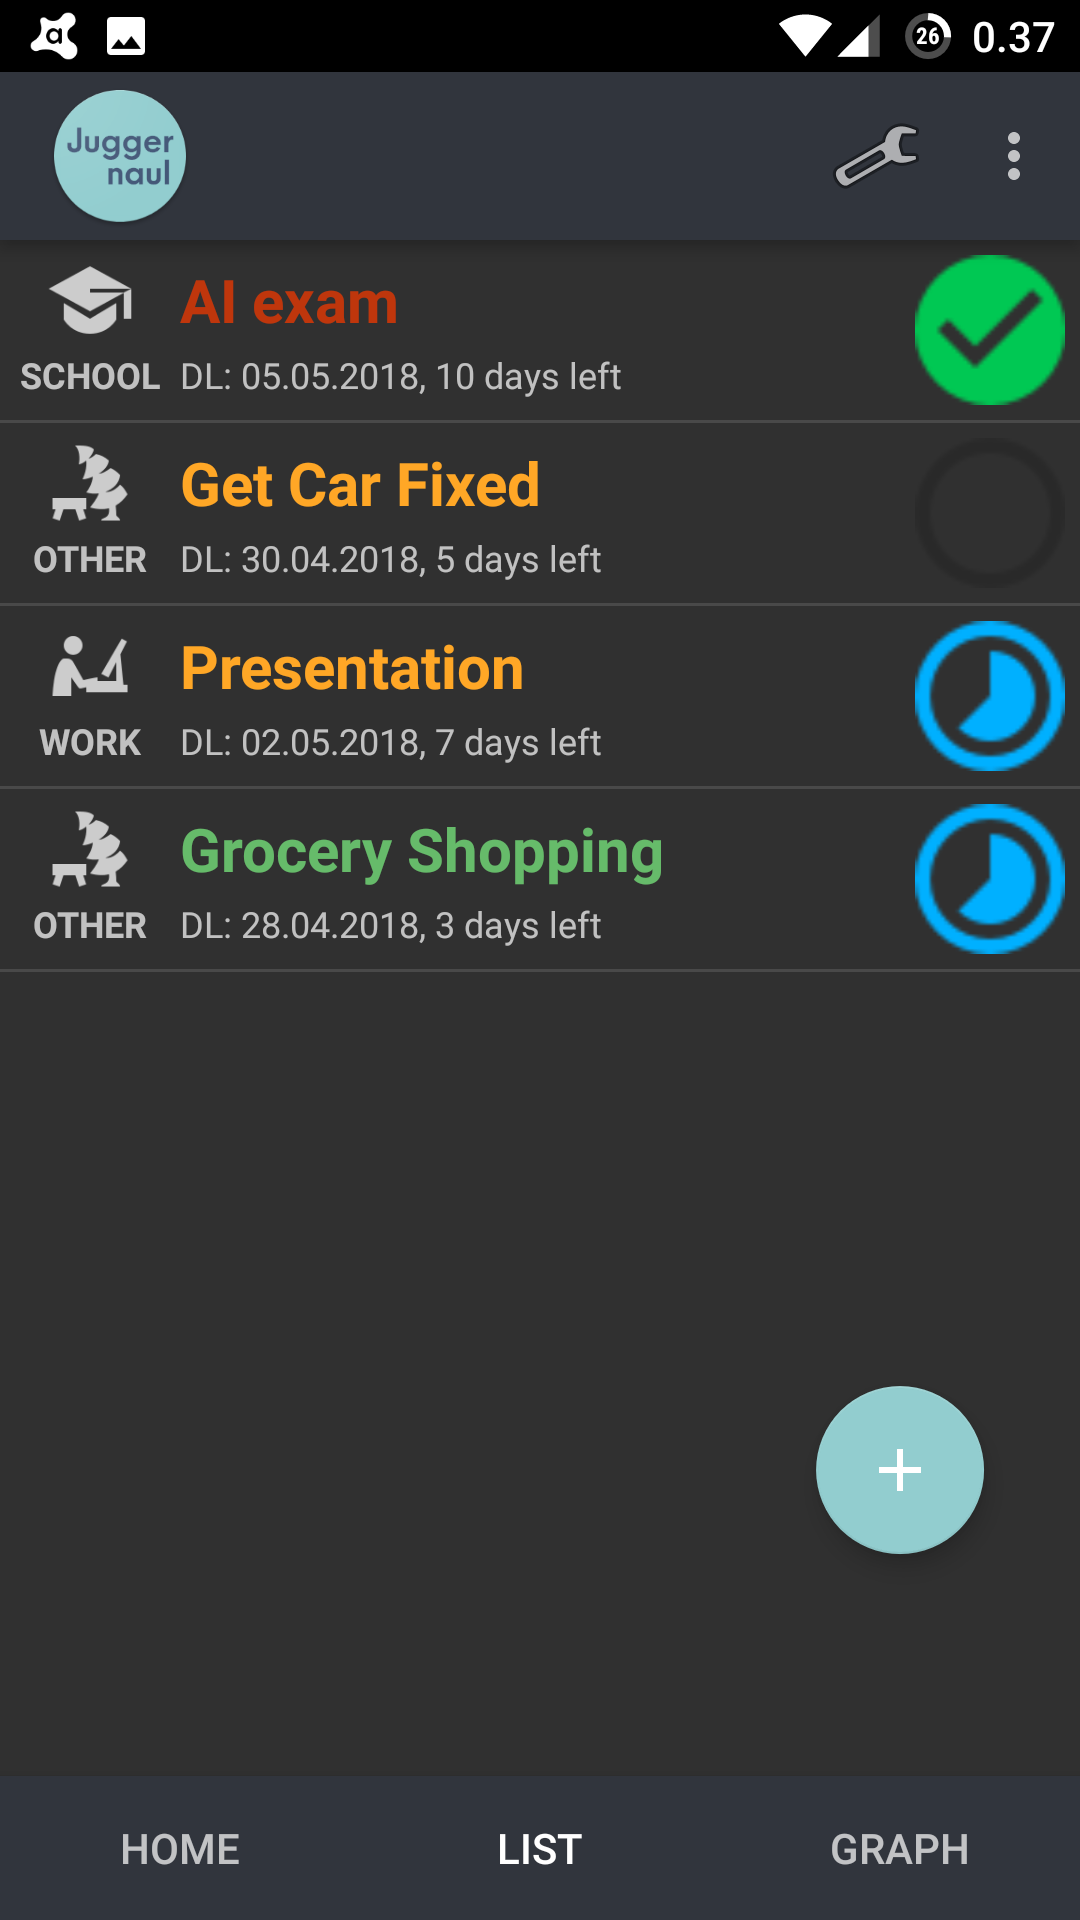 26 0.37
Jugger
naul
AI exam
SCHOOL DL: 05.05.2018, 10 days left
Get Car Fixed
OTHER DL: 30.04.2018, 5 days left
Presentation
WORK DL: 02.05.2018, 7 days left
Grocery Shopping
OTHER DL: 28.04.2018, 3 days left
HOME LIST GRAPH